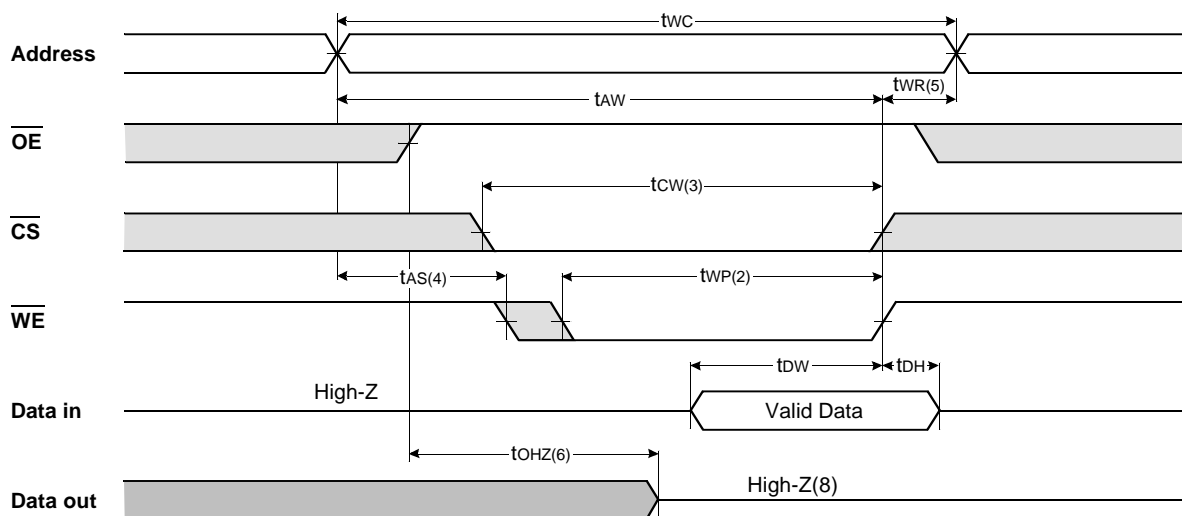 tWC
Address
tWR(5)
tAW
OE
tCW(3)
CS
tAS(4)
tWP(2)
WE
tDW
tDH
High-Z
Data in
Valid Data
tOHZ(6)
High-Z(8)
Data out